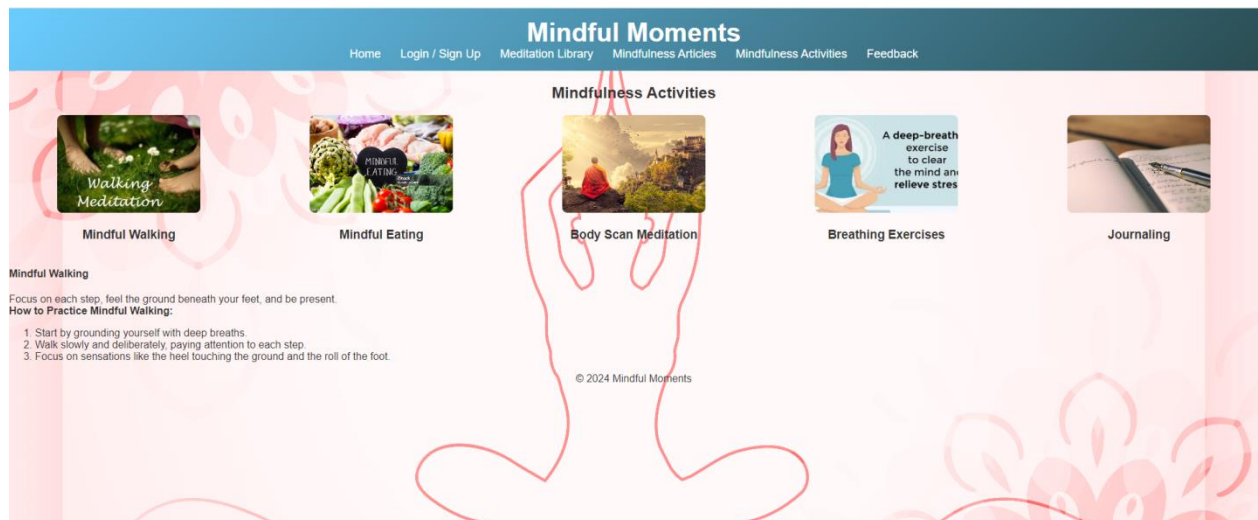 Mindful Moments
Home Login / Sign Up Meditation Library Mindfulness Articles Mindfulness Activities Feedback
Mindfulness Activities
Walking
Meditation
MINDFUL
EATING
A deep-breath
exercise
to clear
the mind and
relieve stres
Mindful Walking
Mindful Eating
Body Scan Meditation
Breathing Exercises
Journaling
Mindful Walking
Focus on each step, feel the ground beneath your feet, and be present.
How to Practice Mindful Walking:
1. Start by grounding yourself with deep breaths.
2. Walk slowly and deliberately, paying attention to each step.
3. Focus on sensations like the heel touching the ground and the roll of the foot.
© 2024 Mindful Moments